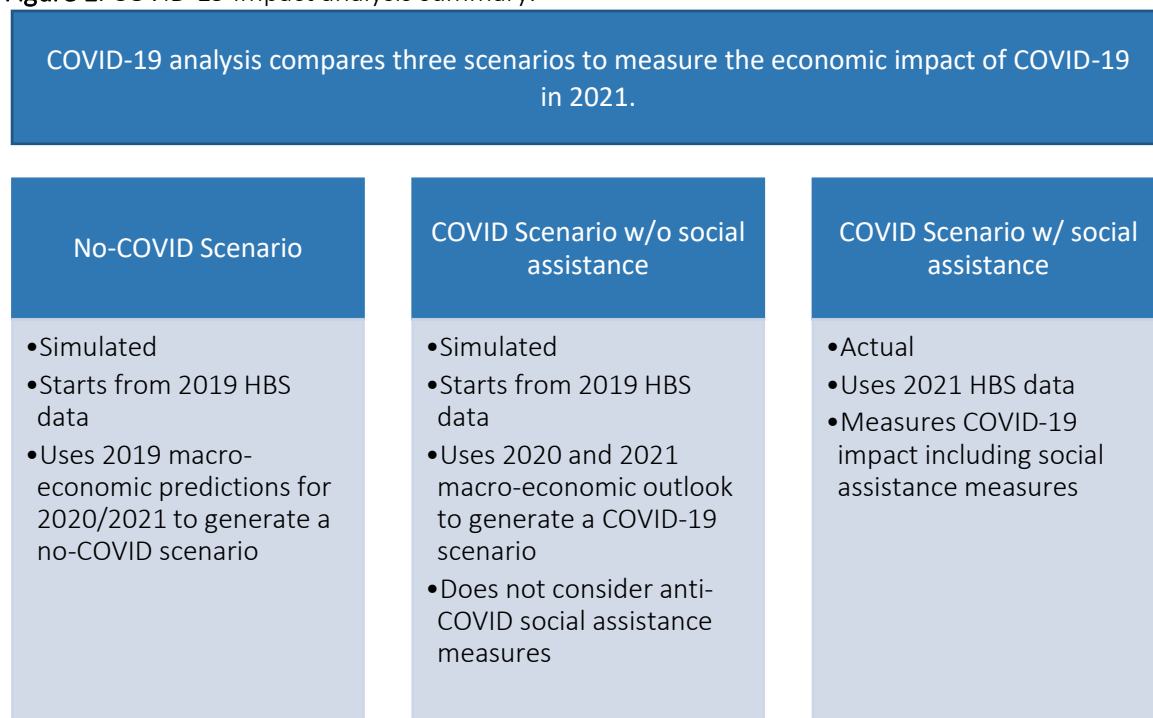 COVID-19 analysis compares three scenarios to measure the economic impact of COVID-19
in 2021.
No-COVID Scenario
•Simulated
•Starts from 2019 HBS
data
•Uses 2019 macro-
economic predictions for
2020/2021 to generate a
no-COVID scenario
COVID Scenario w/o social
assistance
•Simulated
•Starts from 2019 HBS
data
•Uses 2020 and 2021
macro-economic outlook
to generate a COVID-19
scenario
•Does not consider anti-
COVID social assistance
measures
COVID Scenario w/ social
assistance
•Actual
•Uses 2021 HBS data
•Measures COVID-19
impact including social
assistance measures